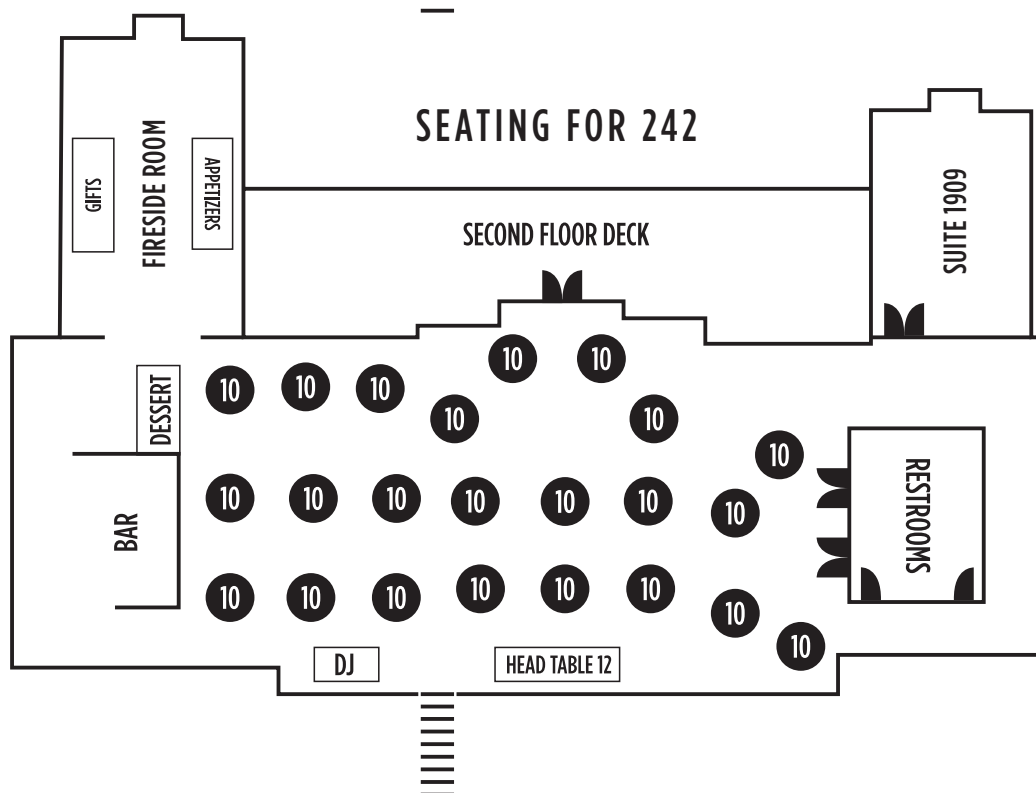 SEATING FOR 242
GIFTS
FIRESIDE ROOM
APPETIZERS
SECOND FLOOR DECK
SUITE 1909
10
10
10
10
10
10
10
10
DESSERT
10
10
10
10
10
10
10
10
BAR
RESTROOMS
10
10
10
10
10
10
10
DJ
HEAD TABLE 12